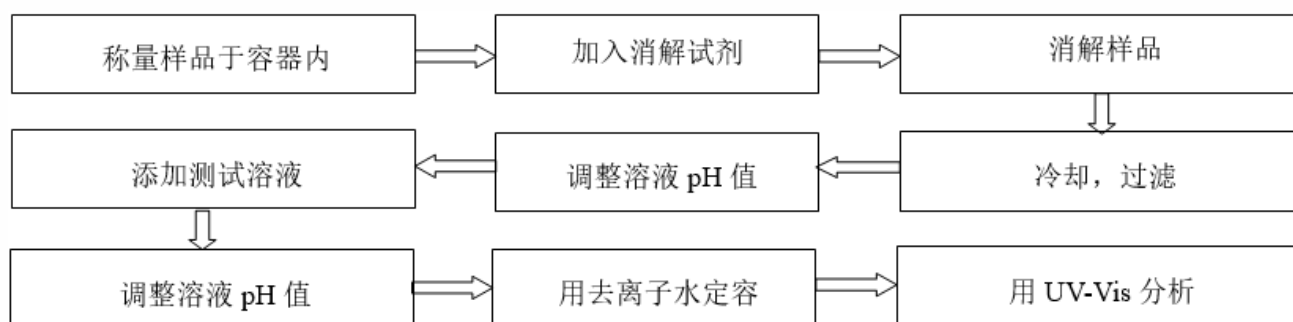 称量样品于容器内
加入消解试剂
消解样品
冷却，过滤
调整溶液 pH 值
添加测试溶液
调整溶液 pH 值
用去离子水定容
用 UV-Vis 分析